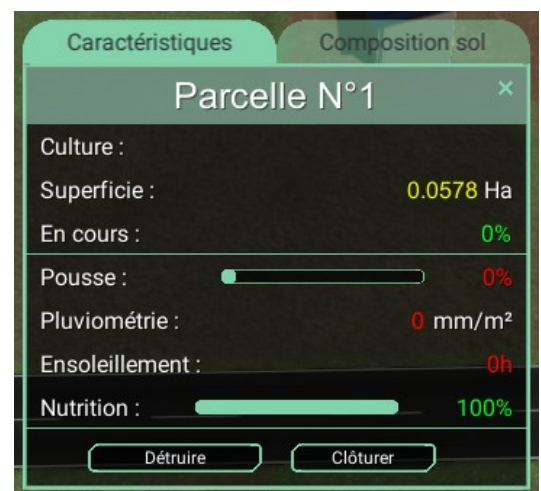 Caractéristiques Composition sol
Parcelle N°1 ×
Culture :
Superficie : 0.0578 Ha
En cours : 0%
Pousse : 0%
Pluviométrie : 0 mm/m²
Ensoleillement : 0h
Nutrition : 100%
Détruire Clôturer